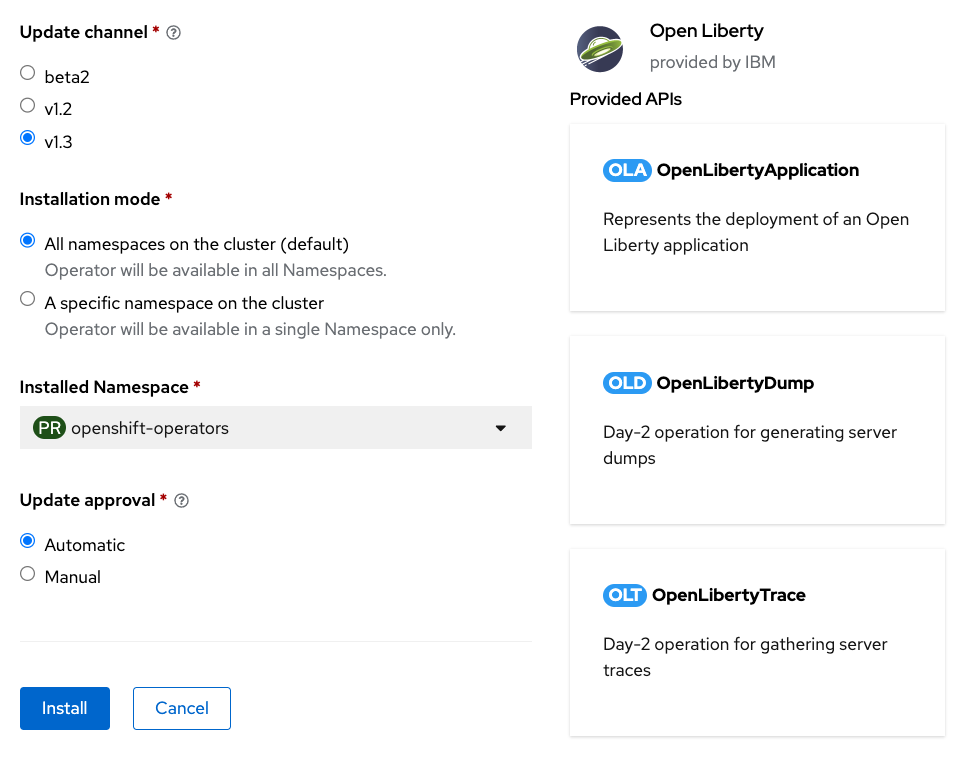 Update channel *
beta2
v1.2
v1.3
Installation mode *
All namespaces on the cluster (default)
Operator will be available in all Namespaces.
A specific namespace on the cluster
Operator will be available in a single Namespace only.
Installed Namespace *
PR openshift-operators
Update approval *
Automatic
Manual
Install
Cancel
Open Liberty
provided by IBM
Provided APIs
OLA OpenLibertyApplication
Represents the deployment of an Open
Liberty application
OLD OpenLibertyDump
Day-2 operation for generating server
dumps
OLT OpenLibertyTrace
Day-2 operation for gathering server
traces